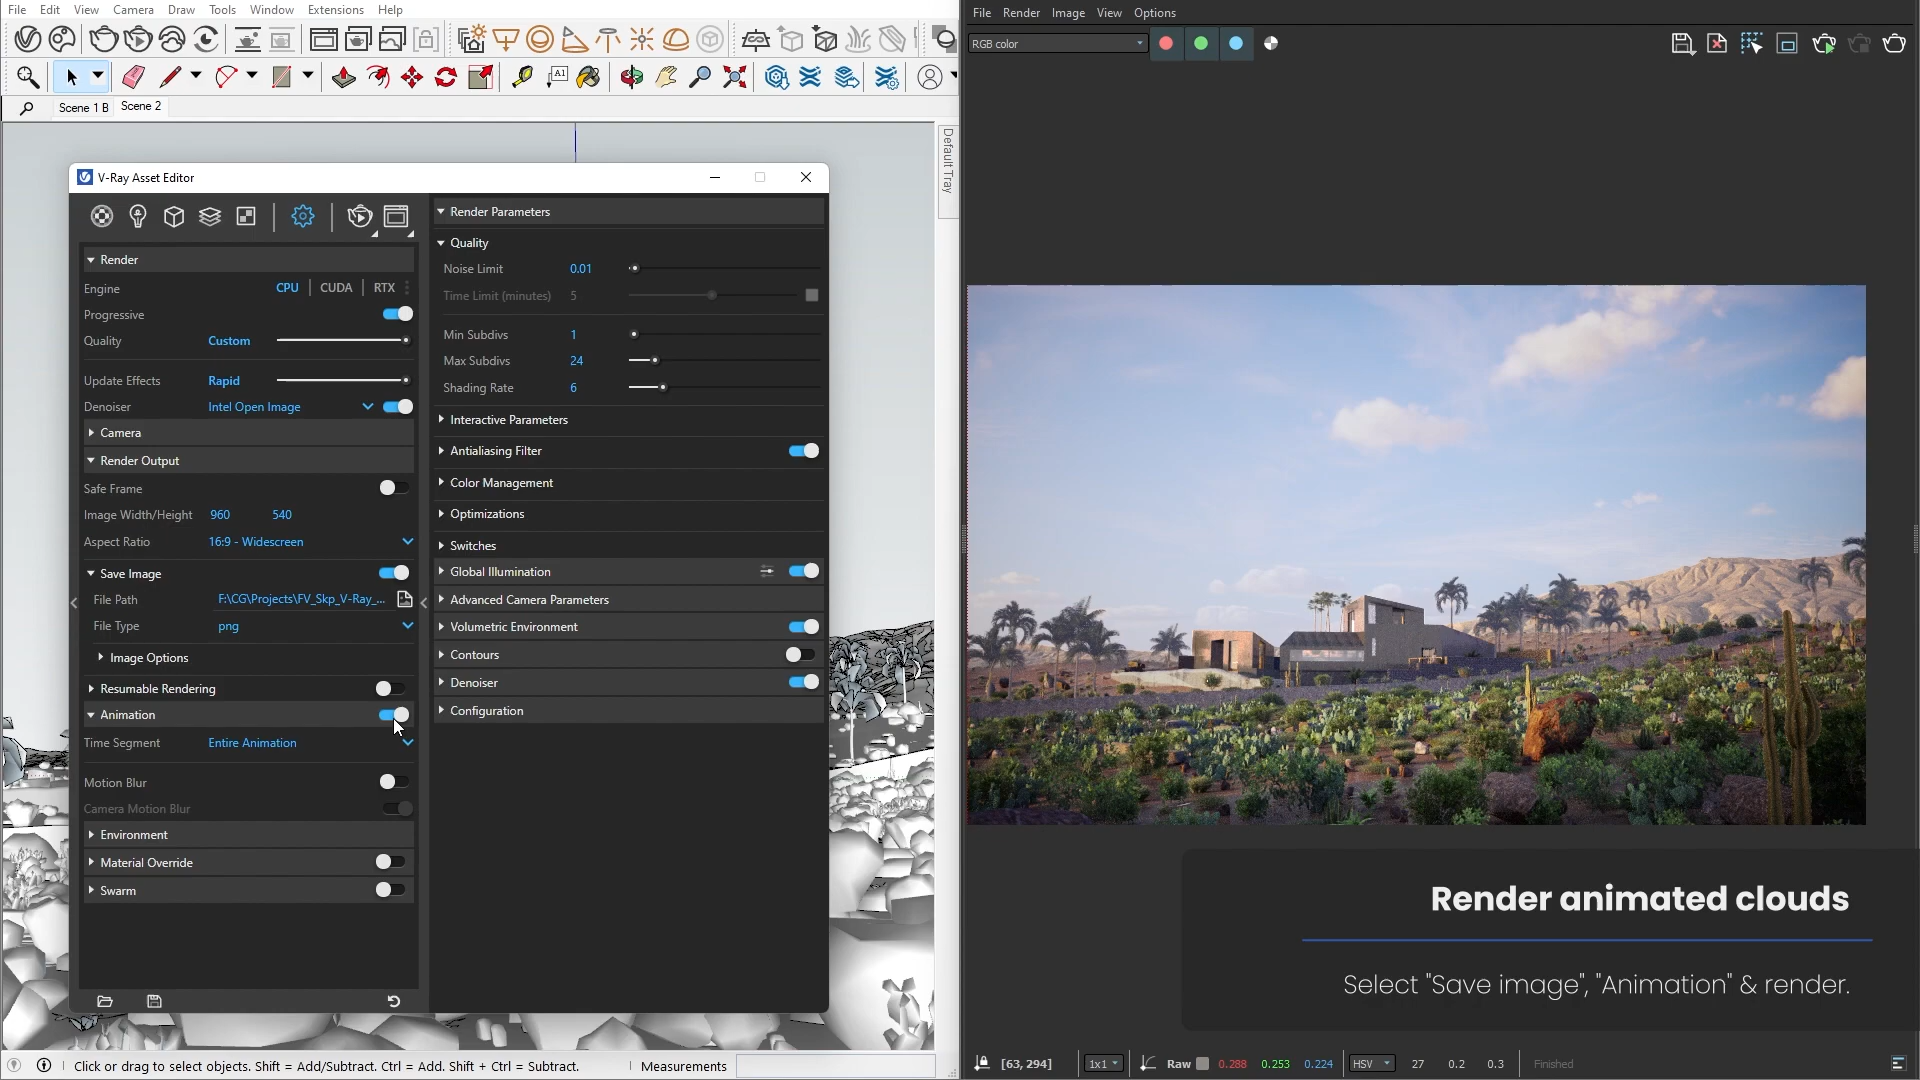 File Edit View Camera Draw Tools Window Extensions Help
A1
Scene 1 B Scene 2
Default Tray
V-Ray Asset Editor
Render
Engine CPU CUDA RTX
Progressive
Quality Custom
Update Effects Rapid
Denoiser Intel Open Image
Camera
Render Output
Safe Frame
Image Width/Height 960 540
Aspect Ratio 16:9 - Widescreen
Save Image
File Path F:\CG\Projects\FV_Skp_V-Ray_...
File Type png
Image Options
Resumable Rendering
Animation
Time Segment Entire Animation
Motion Blur
Camera Motion Blur
Environment
Material Override
Swarm
Render Parameters
Quality
Noise Limit 0.01
Time Limit (minutes) 5
Min Subdivs 1
Max Subdivs 24
Shading Rate 6
Interactive Parameters
Antialiasing Filter
Color Management
Optimizations
Switches
Global Illumination
Advanced Camera Parameters
Volumetric Environment
Contours
Denoiser
Configuration
Click or drag to select objects. Shift = Add/Subtract. Ctrl = Add. Shift + Ctrl = Subtract.
Measurements
File Render Image View Options
RGB color
Render animated clouds
Select "Save image", "Animation" & render.
[63, 294] 1x1 Raw 0.288 0.253 0.224 HSV 27 0.2 0.3 Finished